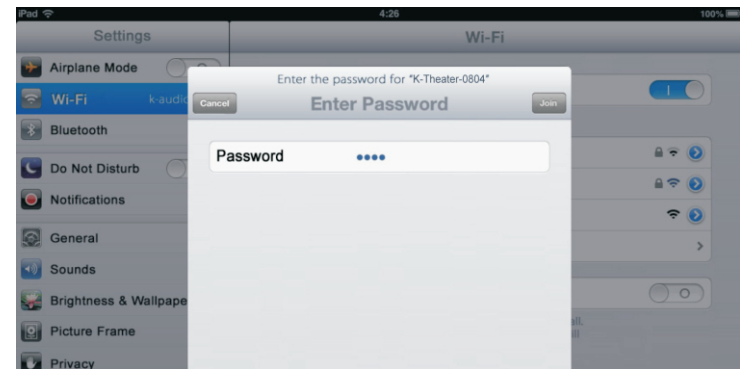 iPad 4:26 100%
Settings Wi-Fi
Airplane Mode
Enter the password for "K-Theater-0804"
Wi-Fi k-audio Cancel Enter Password Join
Bluetooth
Password ••••
Do Not Disturb
Notifications
General
Sounds
Brightness & Wallpape
Picture Frame
Privacy